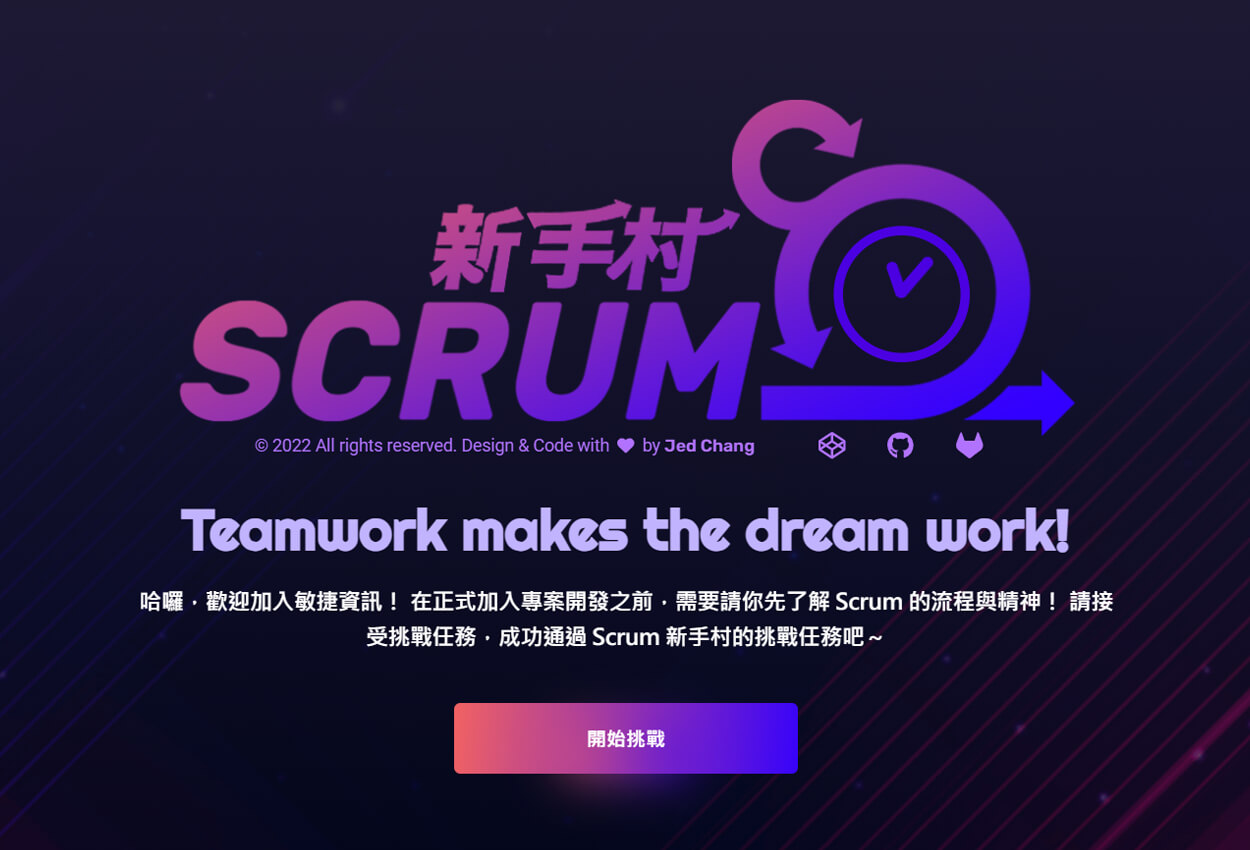 新手村
SCRUM
© 2022 All rights reserved. Design & Code with ♥ by Jed Chang
Teamwork makes the dream work!
哈囉，歡迎加入敏捷資訊！ 在正式加入專案開發之前，需要請你先了解 Scrum 的流程與精神！ 請接
受挑戰任務，成功通過 Scrum 新手村的挑戰任務吧～
開始挑戰